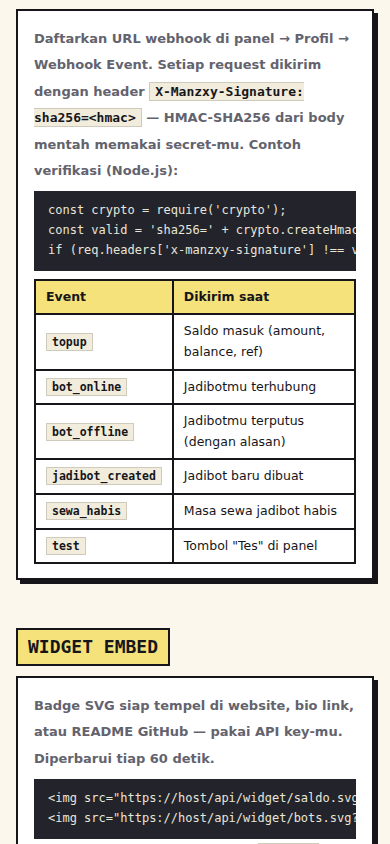 Daftarkan URL webhook di panel → Profil →
Webhook Event. Setiap request dikirim
dengan header X-Manzxy-Signature:
sha256=<hmac> — HMAC-SHA256 dari body
mentah memakai secret-mu. Contoh
verifikasi (Node.js):
const crypto = require('crypto');
const valid = 'sha256=' + crypto.createHmac
if (req.headers['x-manzxy-signature'] !== v
Event Dikirim saat
topup Saldo masuk (amount,
balance, ref)
bot_online Jadibotmu terhubung
bot_offline Jadibotmu terputus
(dengan alasan)
jadibot_created Jadibot baru dibuat
sewa_habis Masa sewa jadibot habis
test Tombol "Tes" di panel
WIDGET EMBED
Badge SVG siap tempel di website, bio link,
atau README GitHub — pakai API key-mu.
Diperbarui tiap 60 detik.
<img src="https://host/api/widget/saldo.svg
<img src="https://host/api/widget/bots.svg?